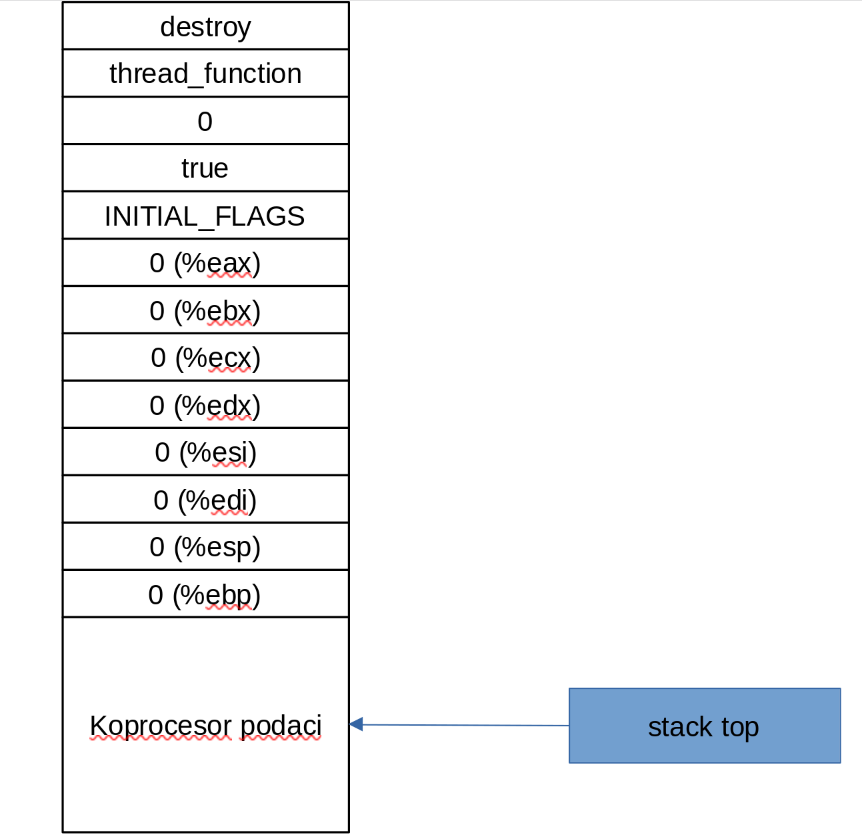 destroy
thread_function
0
true
INITIAL_FLAGS
0 (%eax)
0 (%ebx)
0 (%ecx)
0 (%edx)
0 (%esi)
0 (%edi)
0 (%esp)
0 (%ebp)
Koprocesor podaci
stack top